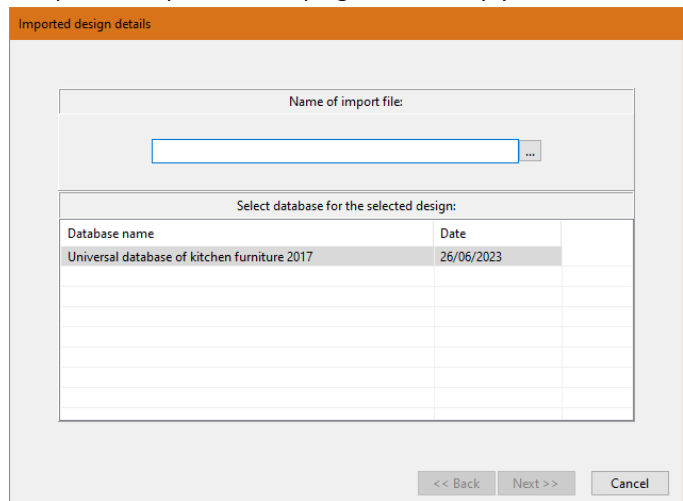 Imported design details
Name of import file:
...
Select database for the selected design:
Database name Date
Universal database of kitchen furniture 2017 26/06/2023
<< Back Next >> Cancel